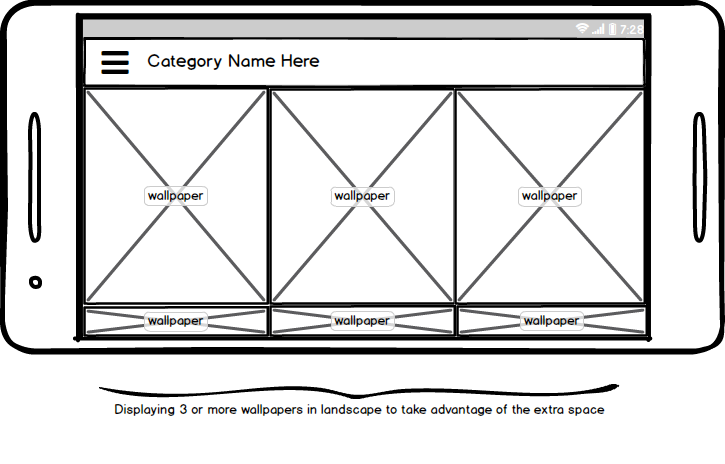 7:28
Category Name Here
wallpaper wallpaper wallpaper
wallpaper wallpaper wallpaper
Displaying 3 or more wallpapers in landscape to take advantage of the extra space